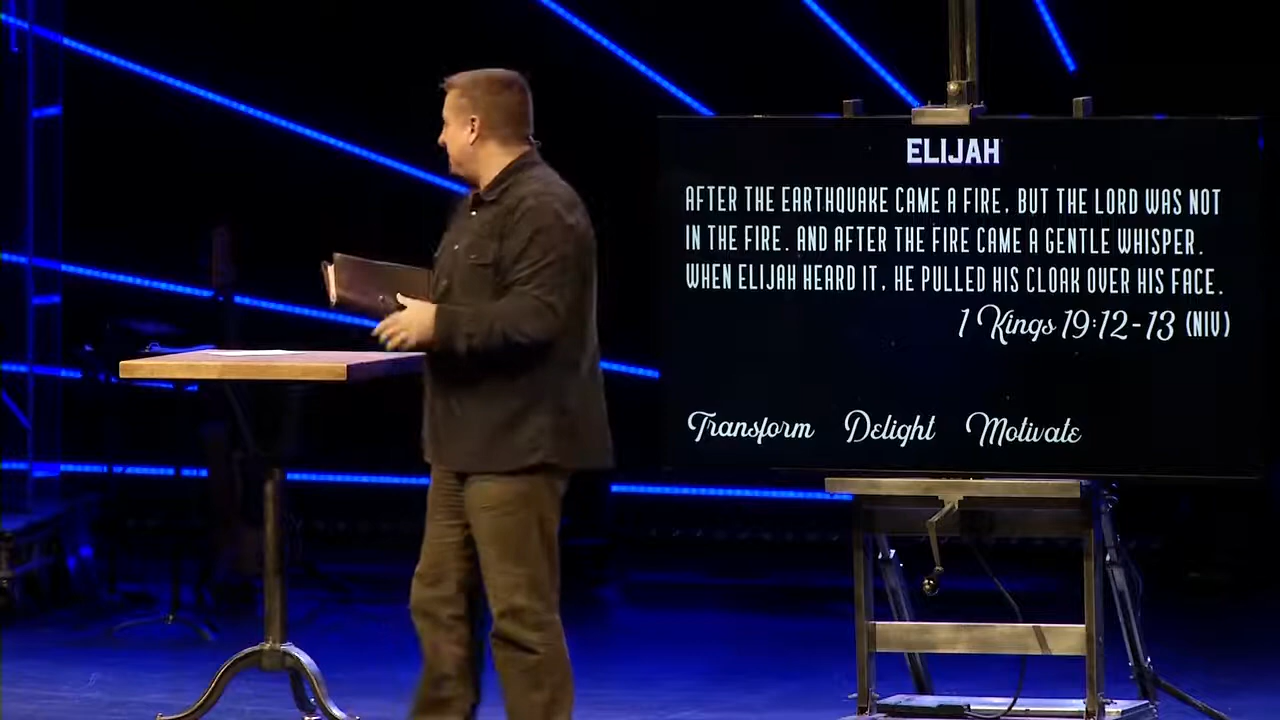 ELIJAH
AFTER THE EARTHQUAKE CAME A FIRE, BUT THE LORD WAS NOT
IN THE FIRE. AND AFTER THE FIRE CAME A GENTLE WHISPER.
WHEN ELIJAH HEARD IT, HE PULLED HIS CLOAK OVER HIS FACE.
1 Kings 19:12-13 (NIV)
Transform Delight Motivate